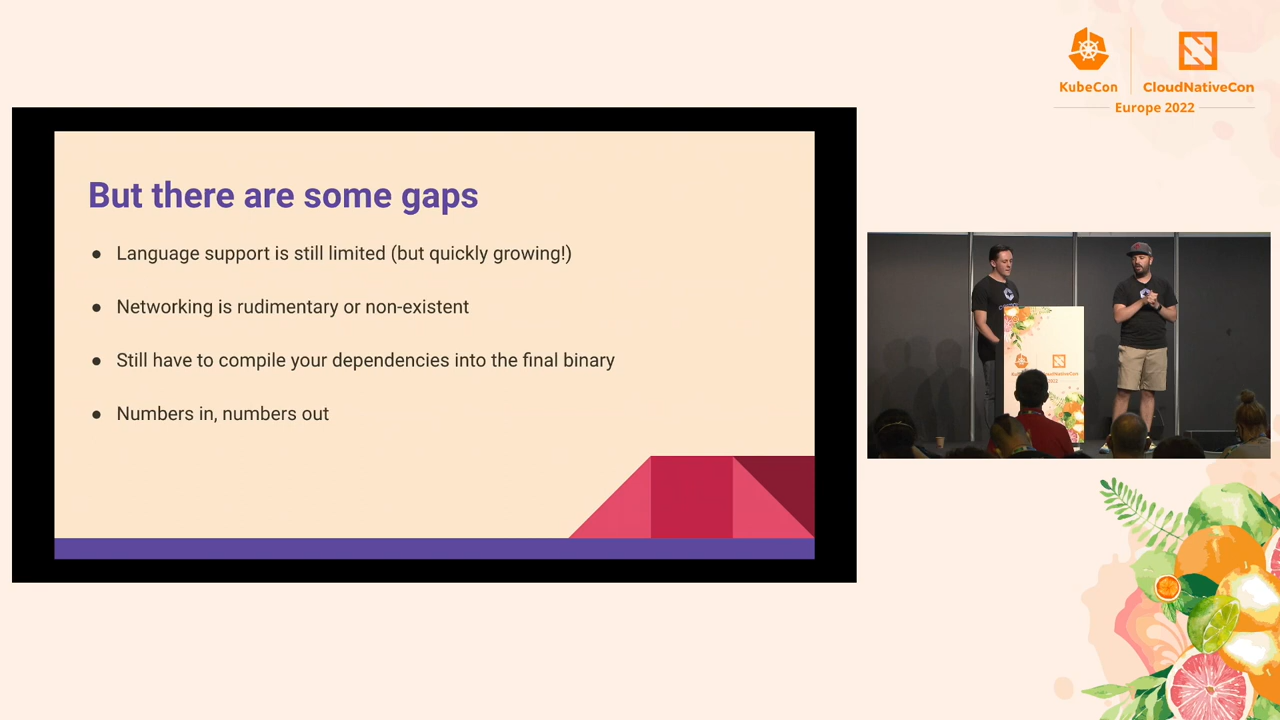 KubeCon
CloudNativeCon
Europe 2022
But there are some gaps
● Language support is still limited (but quickly growing!)
● Networking is rudimentary or non-existent
● Still have to compile your dependencies into the final binary
● Numbers in, numbers out